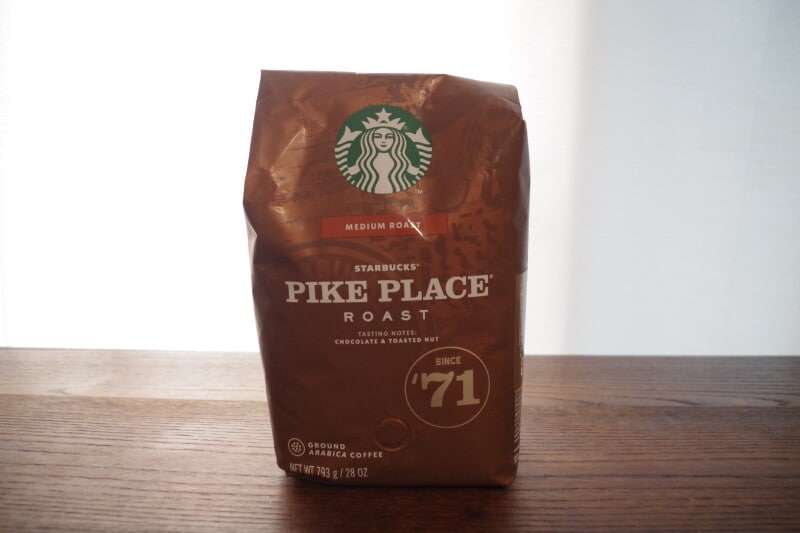 TM
MEDIUM ROAST
STARBUCKS®
PIKE PLACE®
ROAST
TASTING NOTES:
CHOCOLATE & TOASTED NUT
SINCE
'71
GROUND
ARABICA COFFEE
NET WT 793 g / 28 OZ